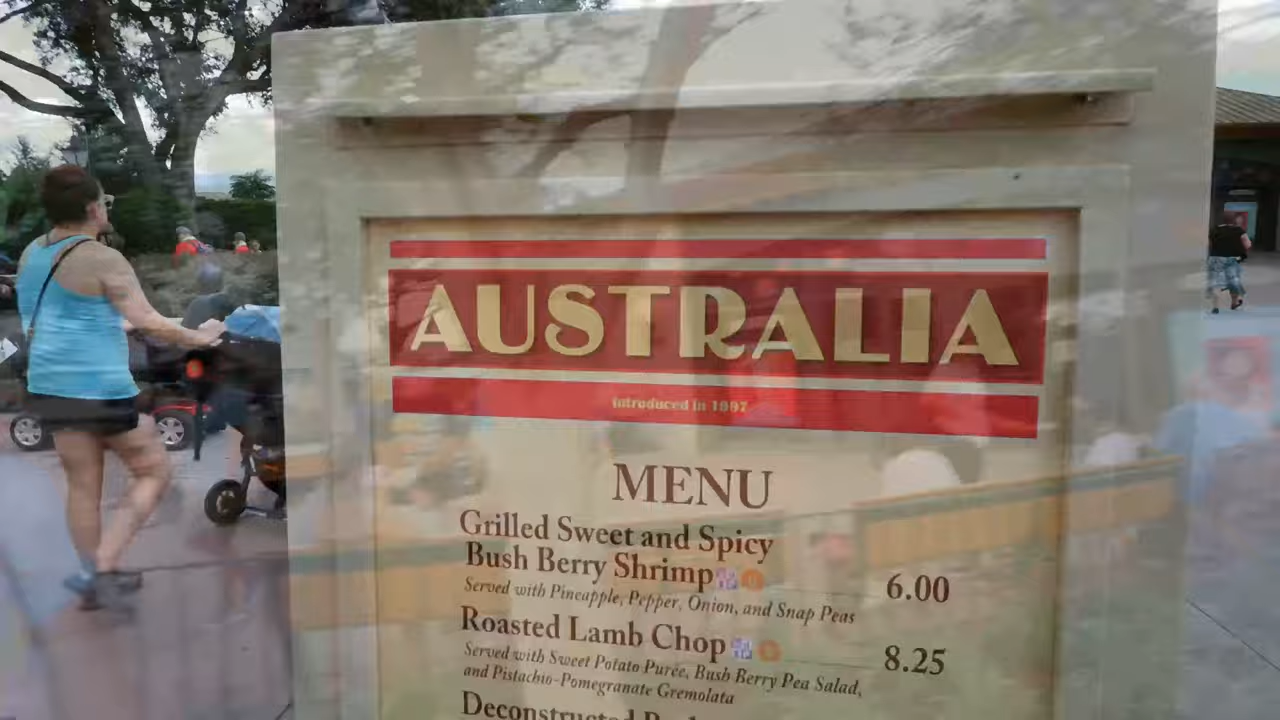 AUSTRALIA
introduced in 1997
MENU
Grilled Sweet and Spicy
Bush Berry Shrimp
6.00
Served with Pineapple, Pepper, Onion, and Snap Peas
Roasted Lamb Chop
8.25
Served with Sweet Potato Purée, Bush Berry Pea Salad,
and Pistachio-Pomegranate Gremolata
Deconstructed